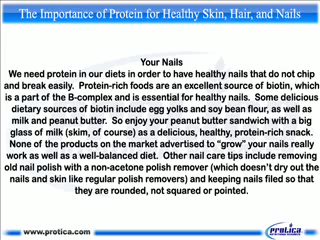 The Importance of Protein for Healthy Skin, Hair, and Nails
Your Nails
We need protein in our diets in order to have healthy nails that do not chip
and break easily.  Protein-rich foods are an excellent source of biotin, which
is a part of the B-complex and is essential for healthy nails.  Some delicious
dietary sources of biotin include egg yolks and soy bean flour, as well as
milk and peanut butter.  So enjoy your peanut butter sandwich with a big
glass of milk (skim, of course) as a delicious, healthy, protein-rich snack.
None of the products on the market advertised to “grow” your nails really
work as well as a well-balanced diet.  Other nail care tips include removing
old nail polish with a non-acetone polish remover (which doesn’t dry out the
nails and skin like regular polish removers) and keeping nails filed so that
they are rounded, not squared or pointed.
www.protica.com
protica